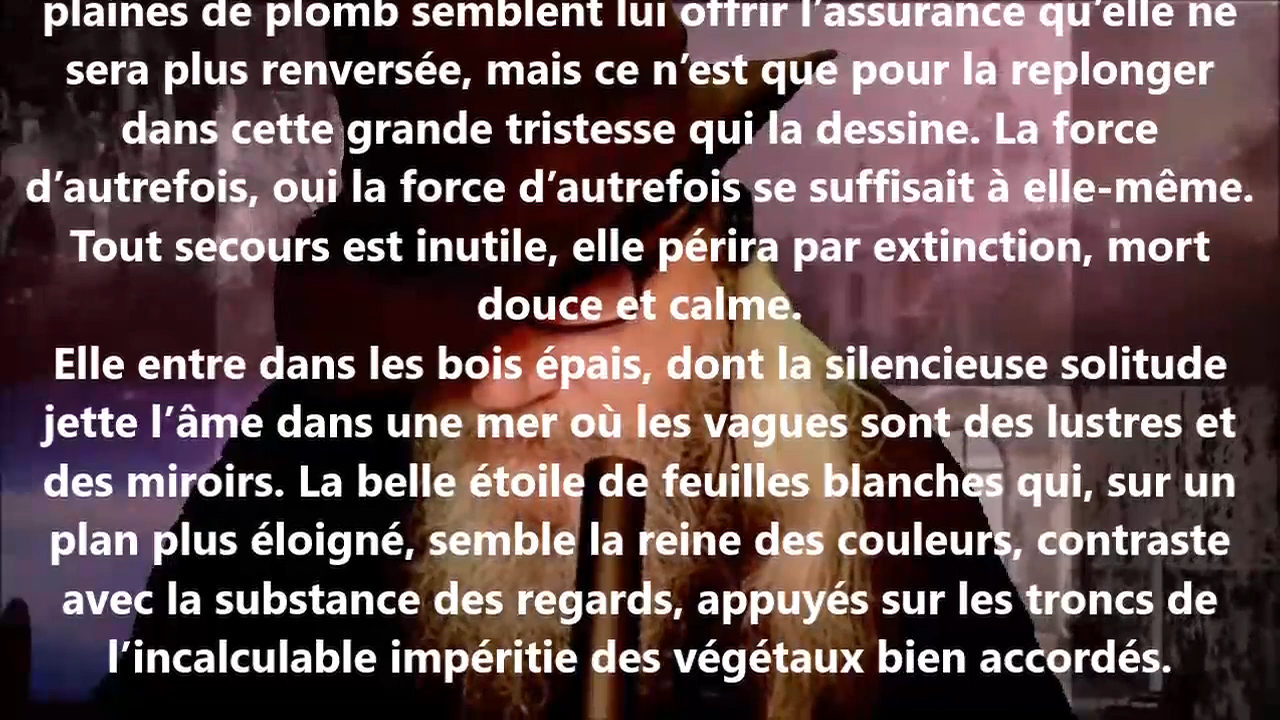 plaines de plomb semblent lui offrir l’assurance qu’elle ne
sera plus renversée, mais ce n’est que pour la replonger
dans cette grande tristesse qui la dessine. La force
d’autrefois, oui la force d’autrefois se suffisait à elle-même.
Tout secours est inutile, elle périra par extinction, mort
douce et calme.
Elle entre dans les bois épais, dont la silencieuse solitude
jette l’âme dans une mer où les vagues sont des lustres et
des miroirs. La belle étoile de feuilles blanches qui, sur un
plan plus éloigné, semble la reine des couleurs, contraste
avec la substance des regards, appuyés sur les troncs de
l’incalculable impéritie des végétaux bien accordés.